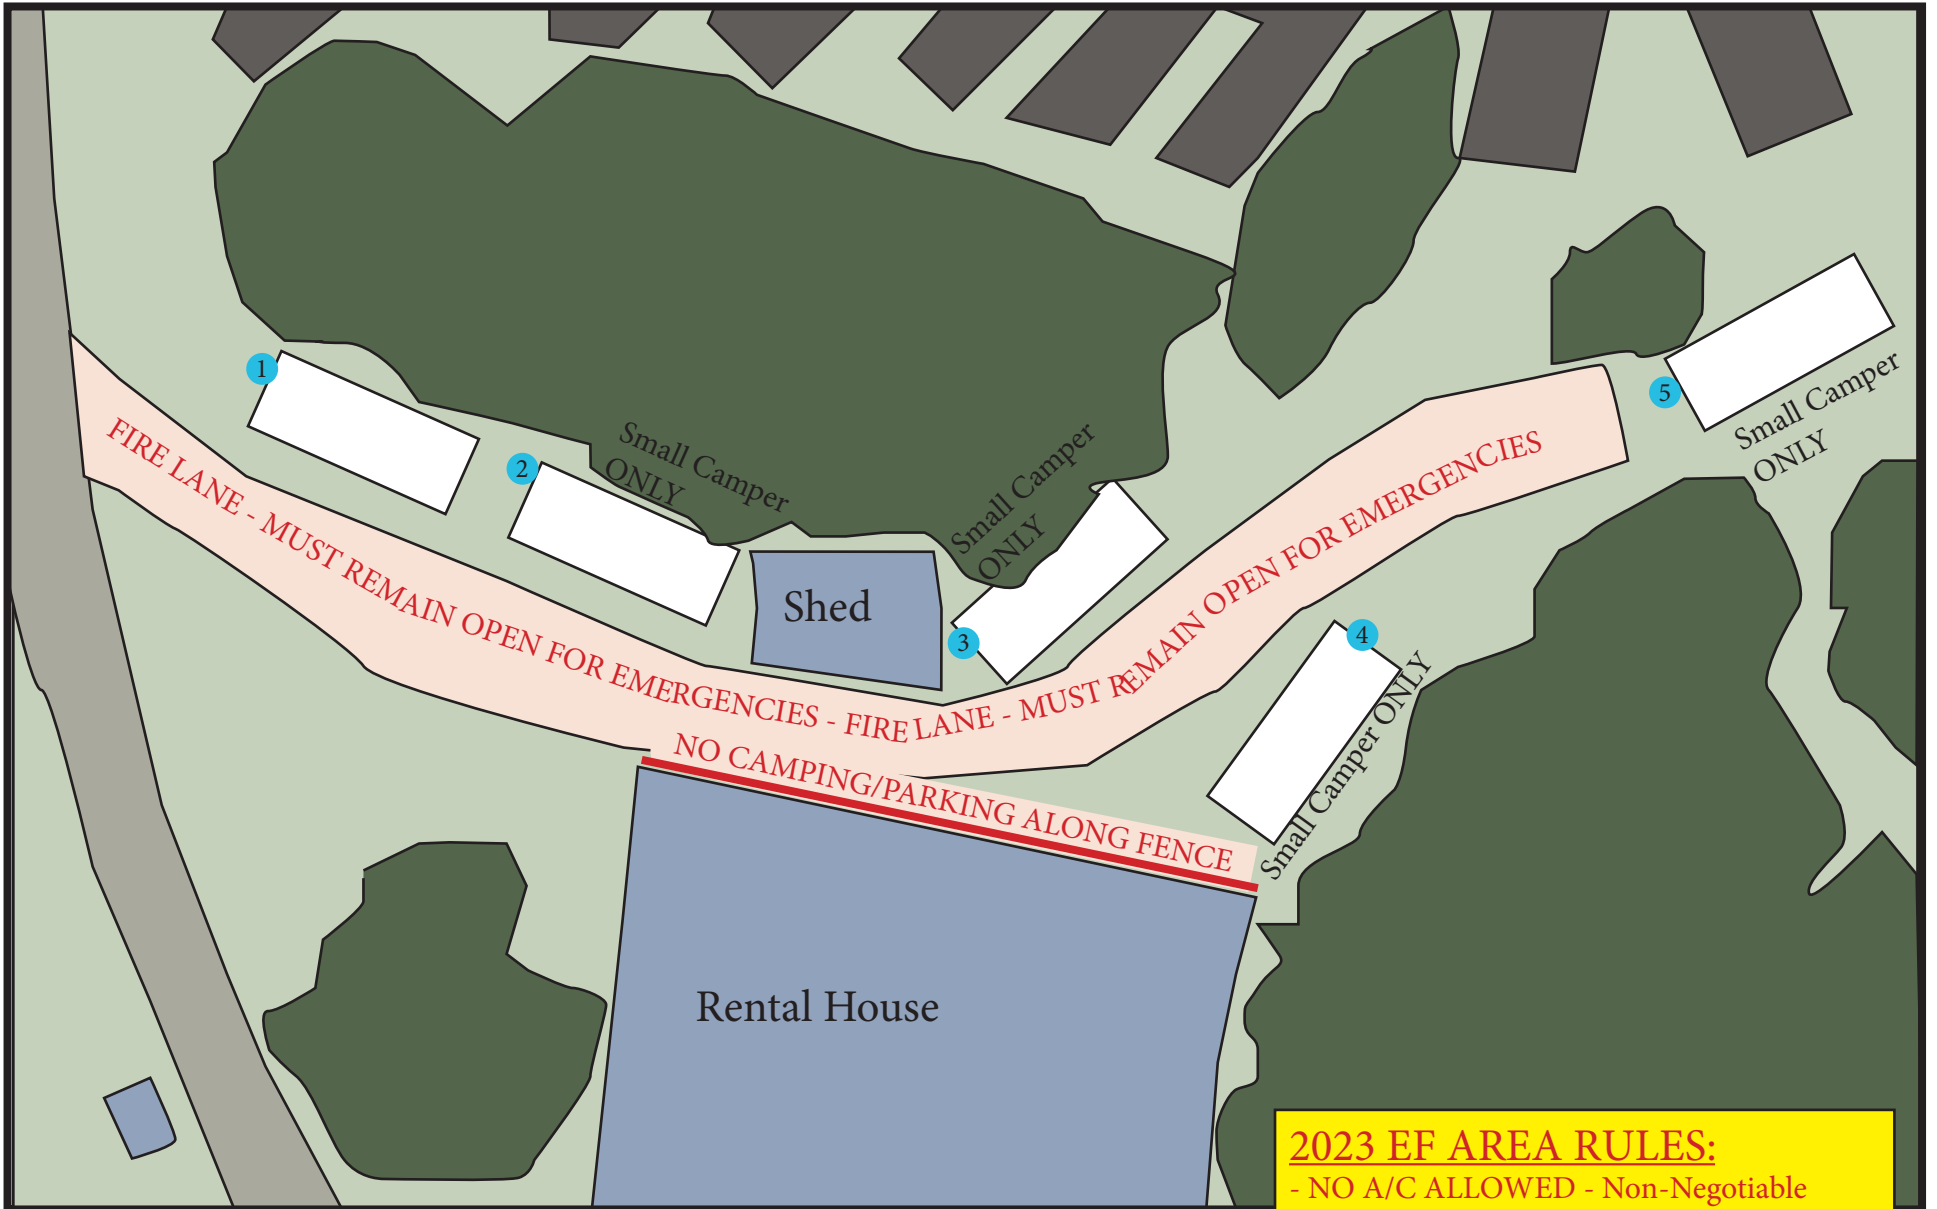 1
FIRE LANE - MUST REMAIN OPEN FOR EMERGENCIES - FIRE LANE - MUST REMAIN OPEN FOR EMERGENCIES
2
Small Camper
ONLY
Shed
Small Camper
ONLY
3
4
Small Camper ONLY
5
Small Camper
ONLY
NO CAMPING/PARKING ALONG FENCE
Rental House
2023 EF AREA RULES:
- NO A/C ALLOWED - Non-Negotiable